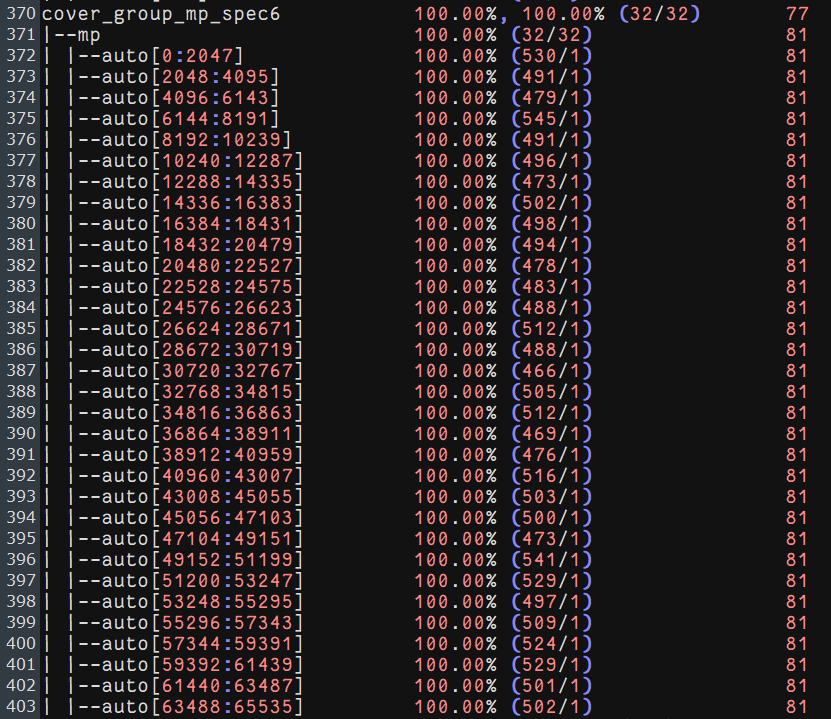 370 cover_group_mp_spec6 100.00%, 100.00% (32/32) 77
371 |--mp 100.00% (32/32) 81
372 | |--auto[0:2047] 100.00% (530/1) 81
373 | |--auto[2048:4095] 100.00% (491/1) 81
374 | |--auto[4096:6143] 100.00% (479/1) 81
375 | |--auto[6144:8191] 100.00% (545/1) 81
376 | |--auto[8192:10239] 100.00% (491/1) 81
377 | |--auto[10240:12287] 100.00% (496/1) 81
378 | |--auto[12288:14335] 100.00% (473/1) 81
379 | |--auto[14336:16383] 100.00% (502/1) 81
380 | |--auto[16384:18431] 100.00% (498/1) 81
381 | |--auto[18432:20479] 100.00% (494/1) 81
382 | |--auto[20480:22527] 100.00% (478/1) 81
383 | |--auto[22528:24575] 100.00% (483/1) 81
384 | |--auto[24576:26623] 100.00% (488/1) 81
385 | |--auto[26624:28671] 100.00% (512/1) 81
386 | |--auto[28672:30719] 100.00% (488/1) 81
387 | |--auto[30720:32767] 100.00% (466/1) 81
388 | |--auto[32768:34815] 100.00% (505/1) 81
389 | |--auto[34816:36863] 100.00% (512/1) 81
390 | |--auto[36864:38911] 100.00% (469/1) 81
391 | |--auto[38912:40959] 100.00% (476/1) 81
392 | |--auto[40960:43007] 100.00% (516/1) 81
393 | |--auto[43008:45055] 100.00% (503/1) 81
394 | |--auto[45056:47103] 100.00% (500/1) 81
395 | |--auto[47104:49151] 100.00% (473/1) 81
396 | |--auto[49152:51199] 100.00% (541/1) 81
397 | |--auto[51200:53247] 100.00% (529/1) 81
398 | |--auto[53248:55295] 100.00% (497/1) 81
399 | |--auto[55296:57343] 100.00% (509/1) 81
400 | |--auto[57344:59391] 100.00% (524/1) 81
401 | |--auto[59392:61439] 100.00% (529/1) 81
402 | |--auto[61440:63487] 100.00% (501/1) 81
403 | |--auto[63488:65535] 100.00% (502/1) 81